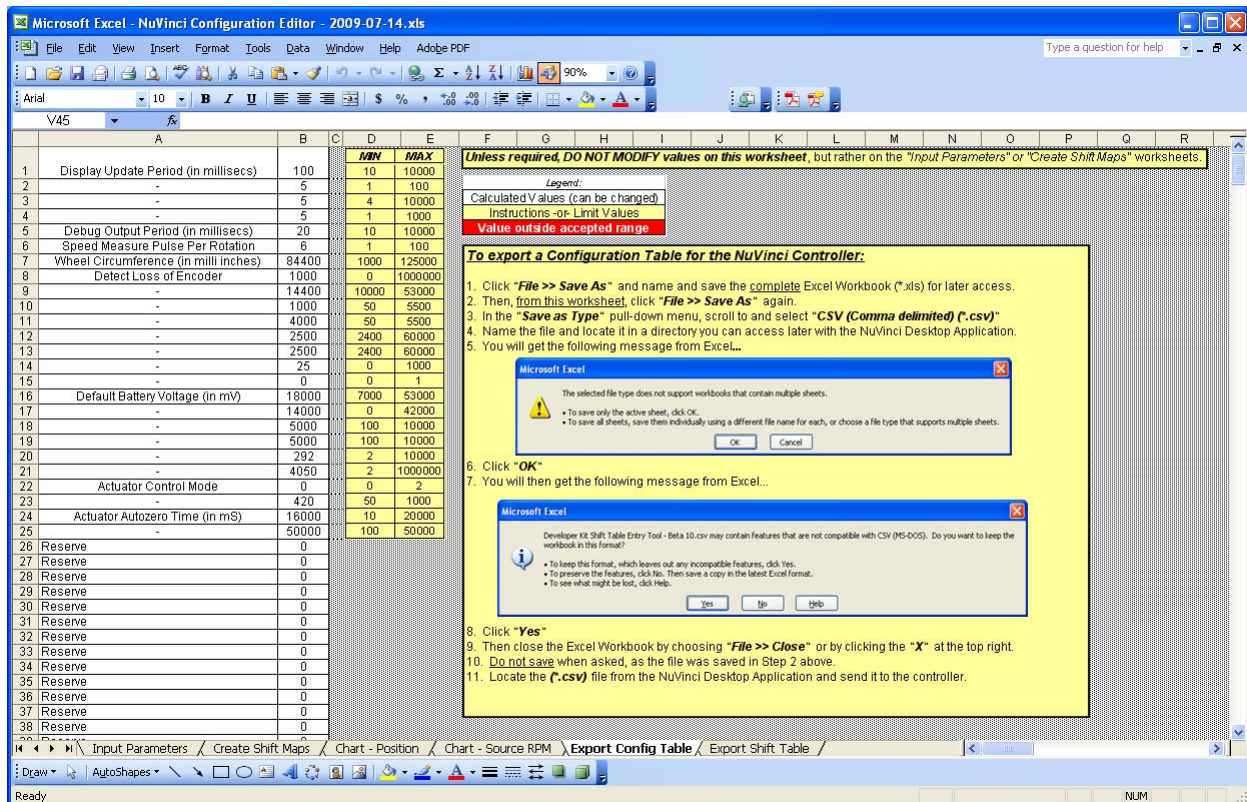 Microsoft Excel - NuVinci Configuration Editor - 2009-07-14.xls
File Edit View Insert Format Tools Data Window Help Adobe PDF
Type a question for help
90%
Arial 10 B I U $ % ,
V45 fx
A B C D E F G H I J K L M N O P Q R
MIN MAX
1 Display Update Period (in millisecs) 100 10 10000
2 - 5 1 100
3 - 5 4 10000
4 - 5 1 1000
5 Debug Output Period (in millisecs) 20 10 10000
6 Speed Measure Pulse Per Rotation 6 1 100
7 Wheel Circumference (in milli inches) 84400 1000 125000
8 Detect Loss of Encoder 1000 0 1000000
9 - 14400 10000 53000
10 - 1000 50 5500
11 - 4000 50 5500
12 - 2500 2400 60000
13 - 2500 2400 60000
14 - 25 0 1000
15 - 0 0 1
16 Default Battery Voltage (in mV) 18000 7000 53000
17 - 14000 0 42000
18 - 5000 100 10000
19 - 5000 100 10000
20 - 292 2 10000
21 - 4050 2 1000000
22 Actuator Control Mode 0 0 2
23 - 420 50 1000
24 Actuator Autozero Time (in mS) 16000 10 20000
25 - 50000 100 50000
26 Reserve 0
27 Reserve 0
28 Reserve 0
29 Reserve 0
30 Reserve 0
31 Reserve 0
32 Reserve 0
33 Reserve 0
34 Reserve 0
35 Reserve 0
36 Reserve 0
37 Reserve 0
38 Reserve 0
Unless required, DO NOT MODIFY values on this worksheet, but rather on the "Input Parameters" or "Create Shift Maps" worksheets.
Legend:
Calculated Values (can be changed)
Instructions -or- Limit Values
Value outside accepted range
To export a Configuration Table for the NuVinci Controller:
1. Click "File >> Save As" and name and save the complete Excel Workbook (*.xls) for later access.
2. Then, from this worksheet, click "File >> Save As" again.
3. In the "Save as Type" pull-down menu, scroll to and select "CSV (Comma delimited) (*.csv)"
4. Name the file and locate it in a directory you can access later with the NuVinci Desktop Application.
5. You will get the following message from Excel...
Microsoft Excel
The selected file type does not support workbooks that contain multiple sheets.
• To save only the active sheet, click OK.
• To save all sheets, save them individually using a different file name for each, or choose a file type that supports multiple sheets.
OK Cancel
6. Click "OK"
7. You will then get the following message from Excel...
Microsoft Excel
Developer Kit Shift Table Entry Tool - Beta 10.csv may contain features that are not compatible with CSV (MS-DOS). Do you want to keep the
workbook in this format?
• To keep this format, which leaves out any incompatible features, click Yes.
• To preserve the features, click No. Then save a copy in the latest Excel format.
• To see what might be lost, click Help.
Yes No Help
8. Click "Yes"
9. Then close the Excel Workbook by choosing "File >> Close" or by clicking the "X" at the top right.
10. Do not save when asked, as the file was saved in Step 2 above.
11. Locate the (*.csv) file from the NuVinci Desktop Application and send it to the controller.
Input Parameters / Create Shift Maps / Chart - Position / Chart - Source RPM \ Export Config Table / Export Shift Table /
Draw AutoShapes
Ready NUM